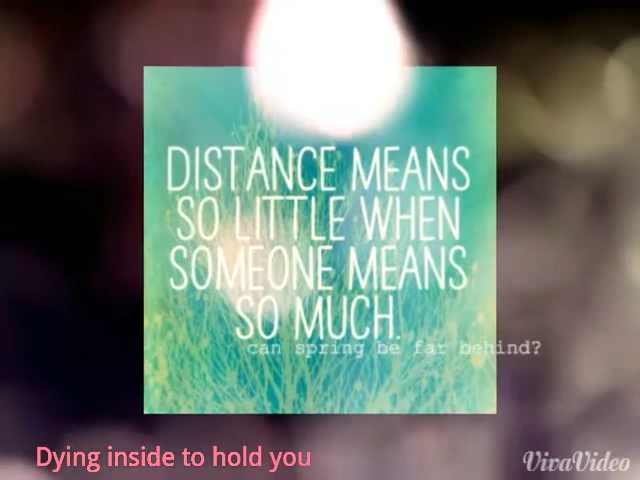 DISTANCE MEANS
SO LITTLE WHEN
SOMEONE MEANS
SO MUCH.
can spring be far behind?
Dying inside to hold you
VivaVideo